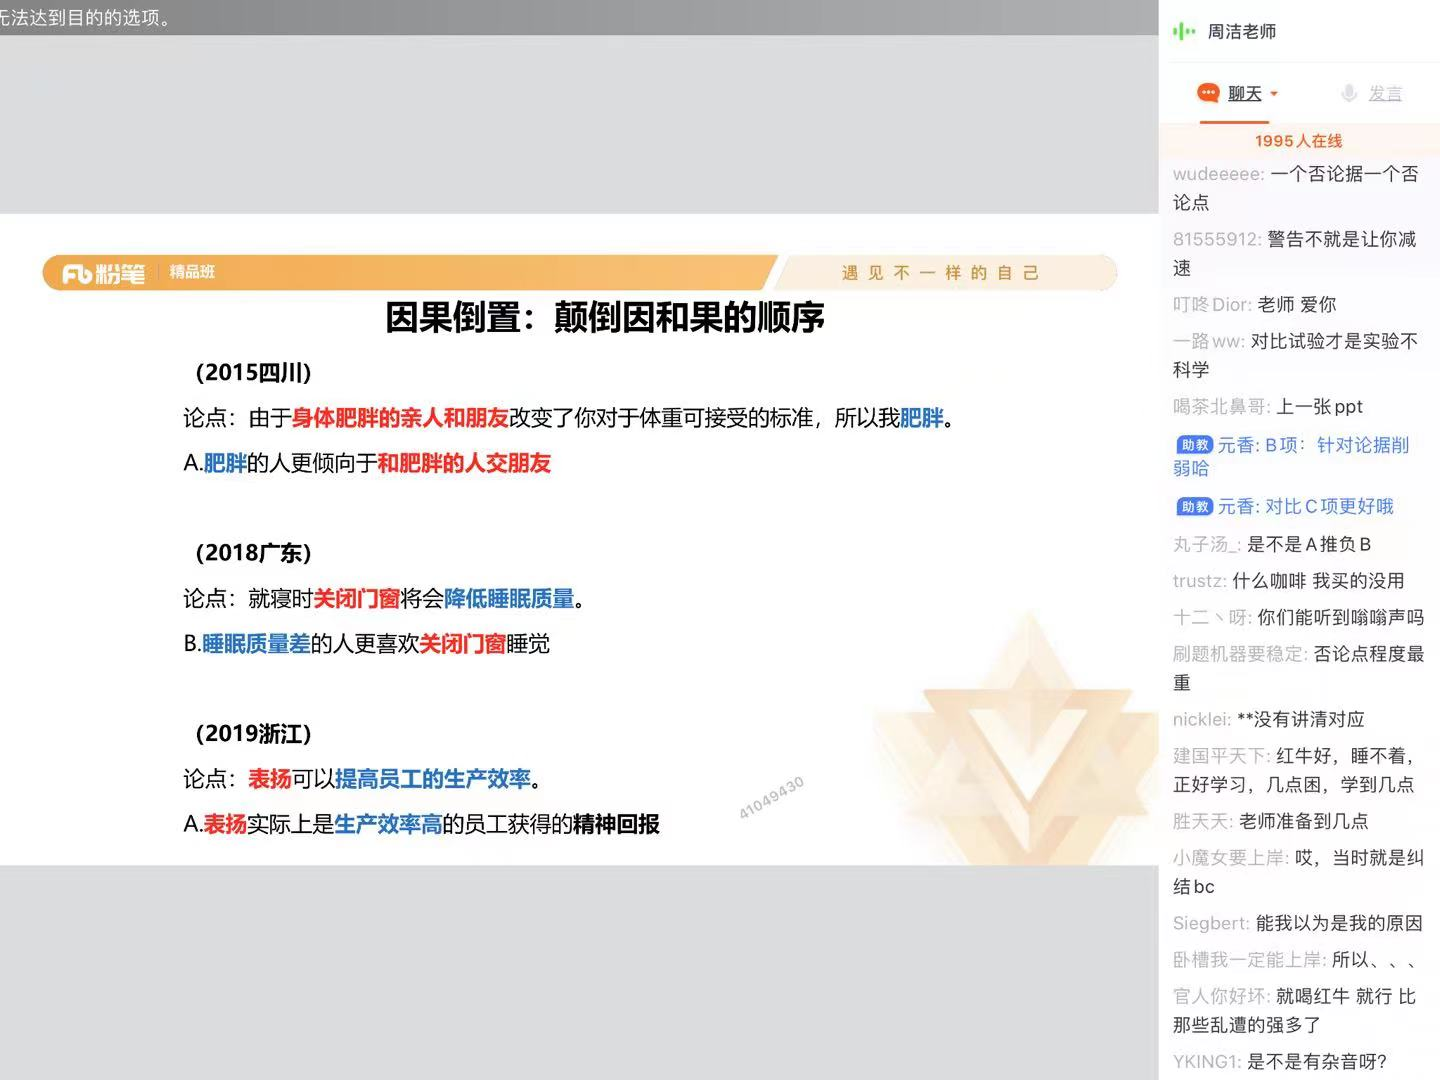 无法达到目的的选项。
粉笔 精品班
遇见不一样的自己
因果倒置：颠倒因和果的顺序
（2015四川）
论点：由于身体肥胖的亲人和朋友改变了你对于体重可接受的标准，所以我肥胖。
A.肥胖的人更倾向于和肥胖的人交朋友
（2018广东）
论点：就寝时关闭门窗将会降低睡眠质量。
B.睡眠质量差的人更喜欢关闭门窗睡觉
（2019浙江）
论点：表扬可以提高员工的生产效率。
A.表扬实际上是生产效率高的员工获得的精神回报
41049430
周洁老师
聊天 发言
1995人在线
wudeeeee: 一个否论据一个否
论点
81555912: 警告不就是让你减
速
叮咚Dior: 老师 爱你
一路ww: 对比试验才是实验不
科学
喝茶北鼻哥: 上一张ppt
助教 元香: B项：针对论据削
弱哈
助教 元香: 对比C项更好哦
丸子汤_: 是不是A推负B
trustz: 什么咖啡 我买的没用
十二丶呀: 你们能听到嗡嗡声吗
刷题机器要稳定: 否论点程度最
重
nicklei: **没有讲清对应
建国平天下: 红牛好，睡不着，
正好学习，几点困，学到几点
胜天天: 老师准备到几点
小魔女要上岸: 哎，当时就是纠
结bc
Siegbert: 能我以为是我的原因
卧槽我一定能上岸: 所以、、、
官人你好坏: 就喝红牛 就行 比
那些乱遭的强多了
YKING1: 是不是有杂音呀?